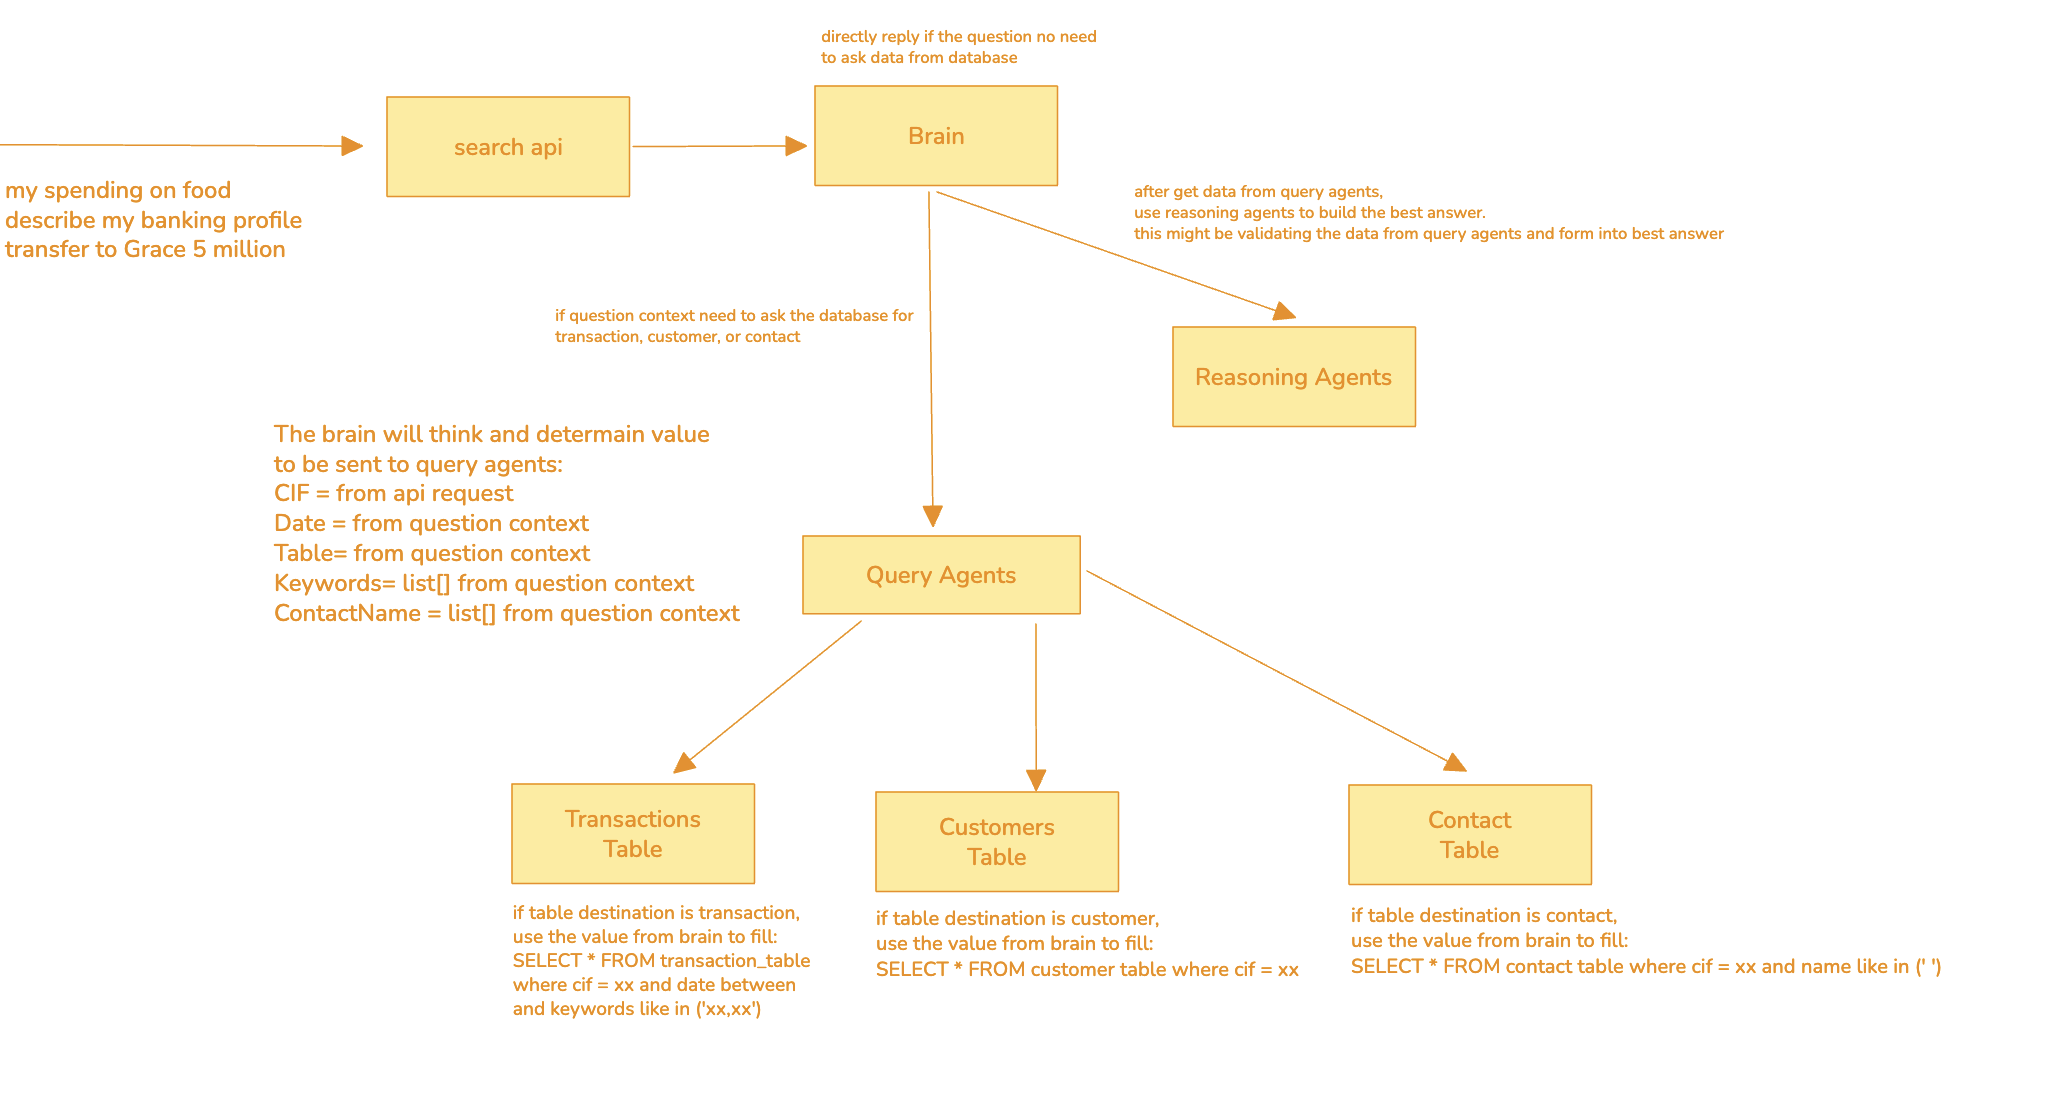 directly reply if the question no need
to ask data from database
search api
Brain
my spending on food
describe my banking profile
transfer to Grace 5 million
after get data from query agents,
use reasoning agents to build the best answer.
this might be validating the data from query agents and form into best answer
if question context need to ask the database for
transaction, customer, or contact
Reasoning Agents
The brain will think and determain value
to be sent to query agents:
CIF = from api request
Date = from question context
Table= from question context
Keywords= list[] from question context
ContactName = list[] from question context
Query Agents
Transactions
Table
Customers
Table
Contact
Table
if table destination is transaction,
use the value from brain to fill:
SELECT * FROM transaction_table
where cif = xx and date between
and keywords like in ('xx,xx')
if table destination is customer,
use the value from brain to fill:
SELECT * FROM customer table where cif = xx
if table destination is contact,
use the value from brain to fill:
SELECT * FROM contact table where cif = xx and name like in (' ')